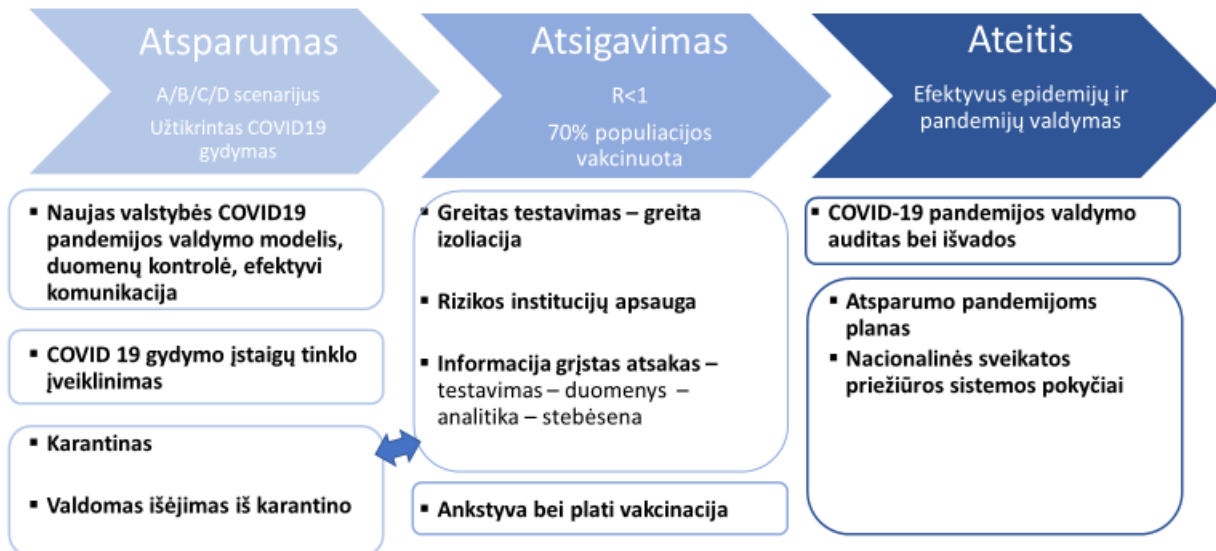 Atsparumas
A/B/C/D scenarijus
Užtikrintas COVID19
gydymas
Atsigavimas
R<1
70% populiacijos
vakcinuota
Ateitis
Efektyvus epidemijų ir
pandemijų valdymas
▪ Naujas valstybės COVID19
pandemijos valdymo modelis,
duomenų kontrolė, efektyvi
komunikacija
▪ COVID 19 gydymo įstaigų tinklo
įveiklinimas
▪ Karantinas
▪ Valdomas išėjimas iš karantino
▪ Greitas testavimas – greita
izoliacija
▪ Rizikos institucijų apsauga
▪ Informacija grįstas atsakas –
testavimas – duomenys –
analitika – stebėsena
▪ Ankstyva bei plati vakcinacija
▪ COVID-19 pandemijos valdymo
auditas bei išvados
▪ Atsparumo pandemijoms
planas
▪ Nacionalinės sveikatos
priežiūros sistemos pokyčiai